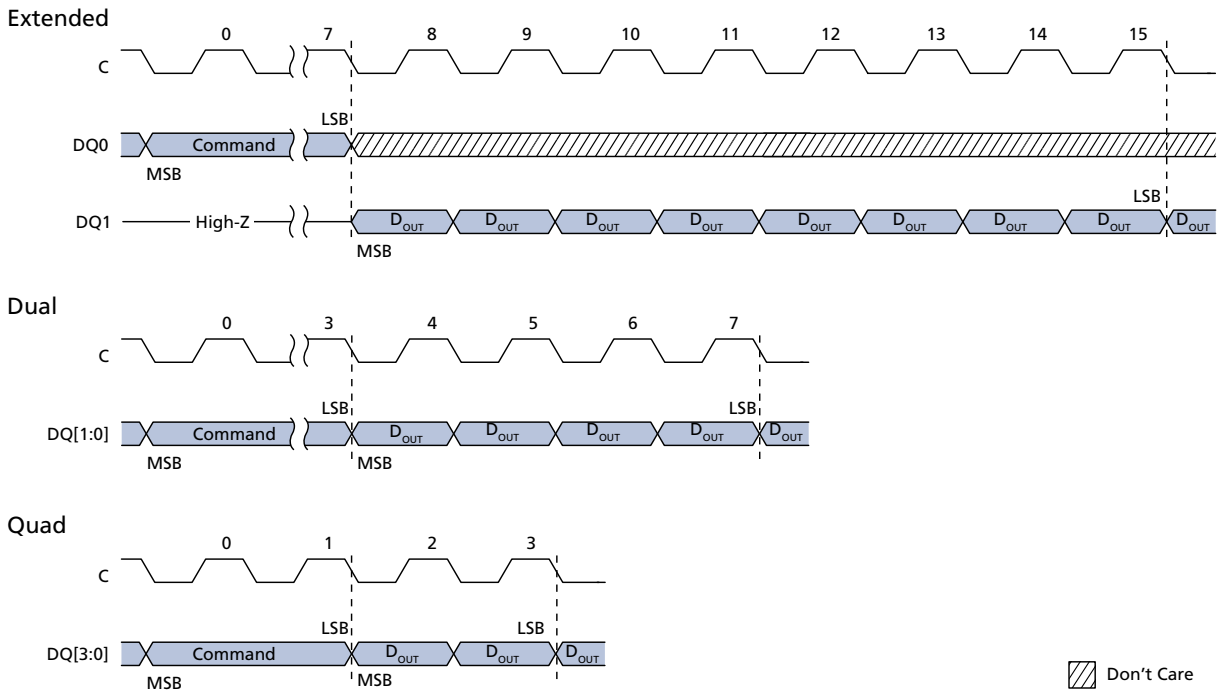 Extended
0 7 8 9 10 11 12 13 14 15
C
LSB
DQ0 Command
MSB
LSB
DQ1 High-Z DOUT DOUT DOUT DOUT DOUT DOUT DOUT DOUT DOUT
MSB
Dual
0 3 4 5 6 7
C
LSB LSB
DQ[1:0] Command DOUT DOUT DOUT DOUT DOUT
MSB MSB
Quad
0 1 2 3
C
LSB LSB
DQ[3:0] Command DOUT DOUT DOUT
MSB MSB
Don't Care